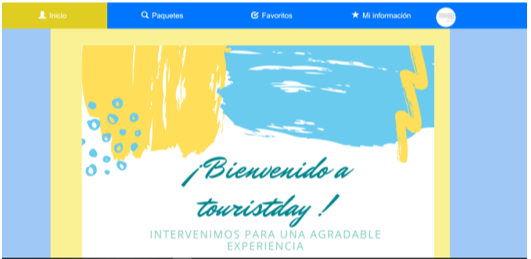 Inicio
Paquetes
Favoritos
Mi información
¡Bienvenido a
touristday !
INTERVENIMOS PARA UNA AGRADABLE
EXPERIENCIA